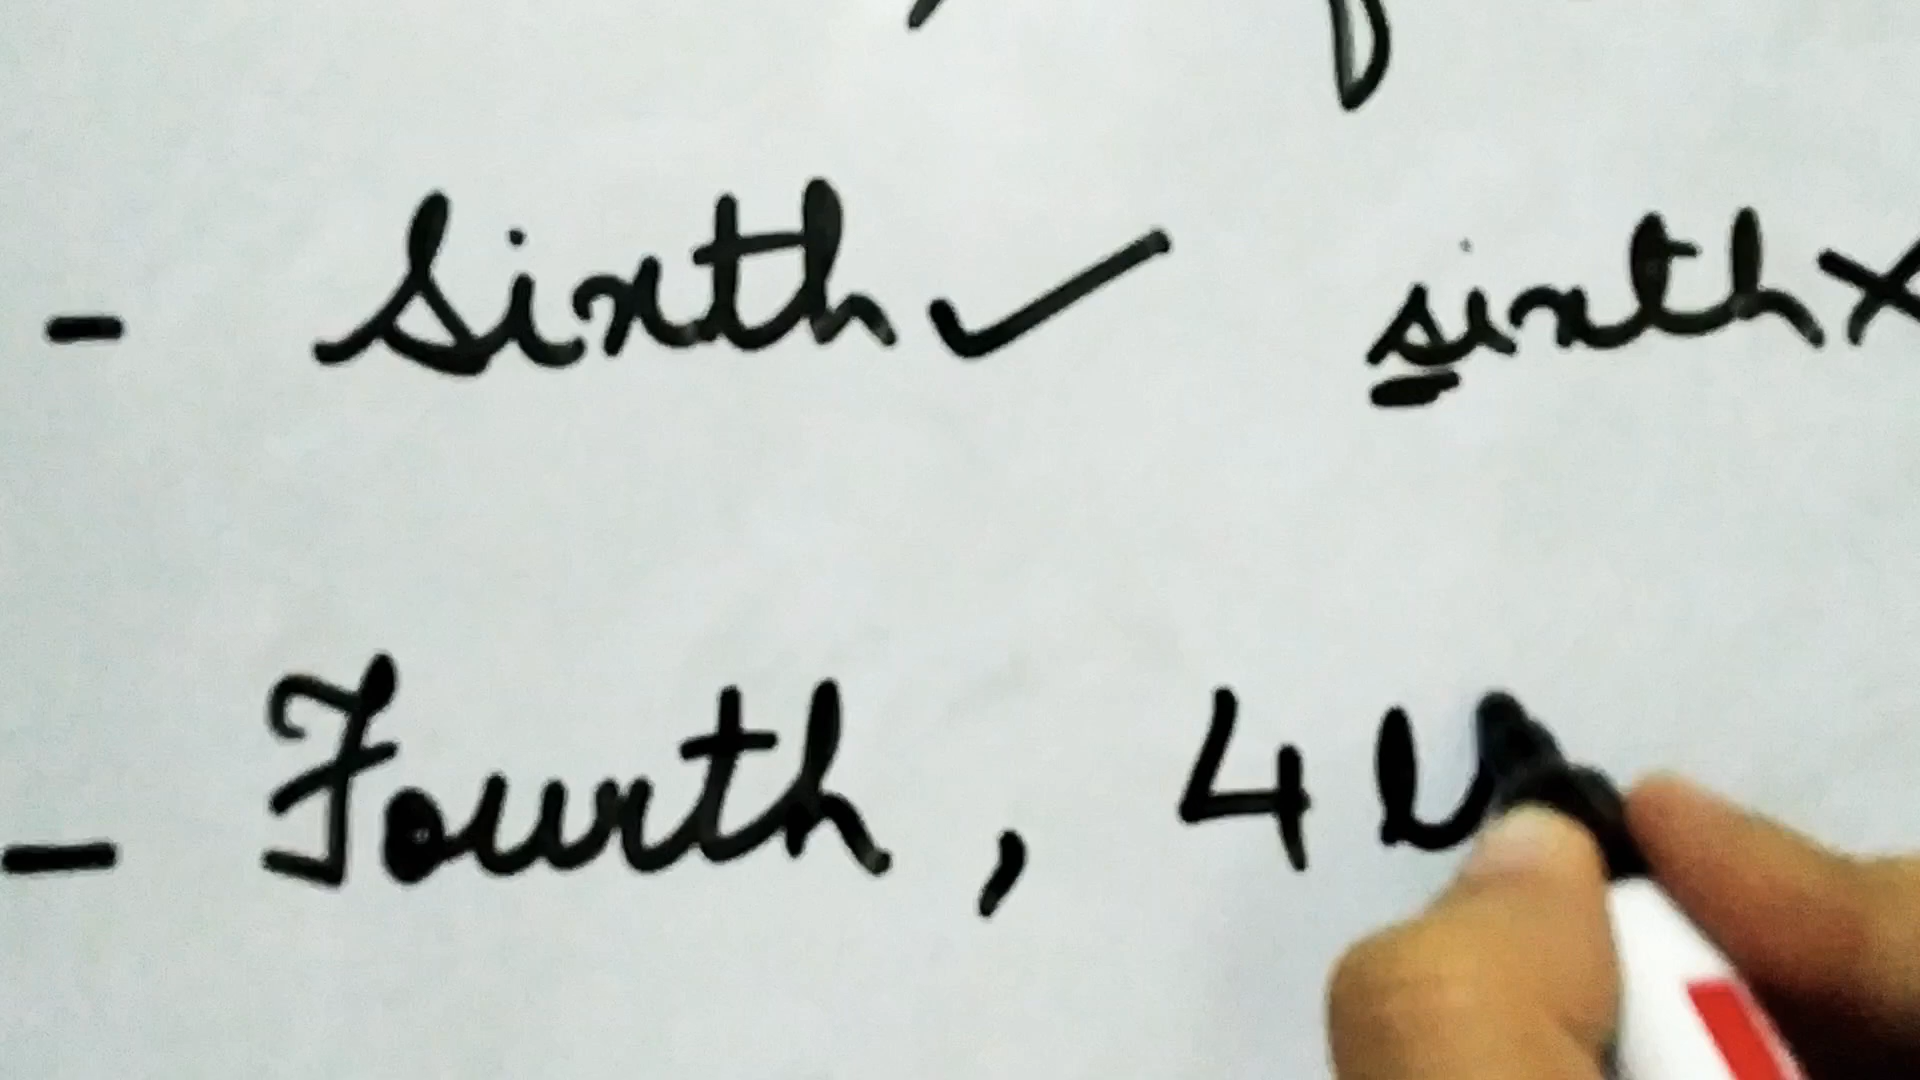 - Sixth ✓ sixth ×
- Fourth, 4